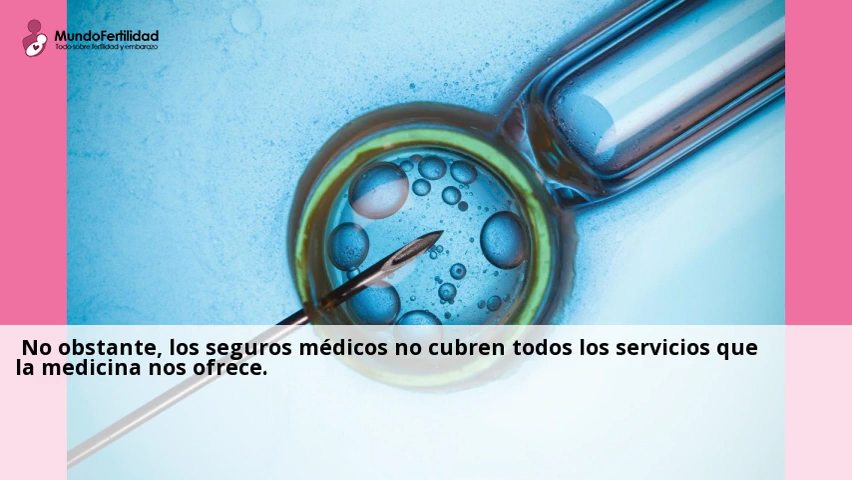 MundoFertilidad
Todo sobre fertilidad y embarazo
No obstante, los seguros médicos no cubren todos los servicios que
la medicina nos ofrece.